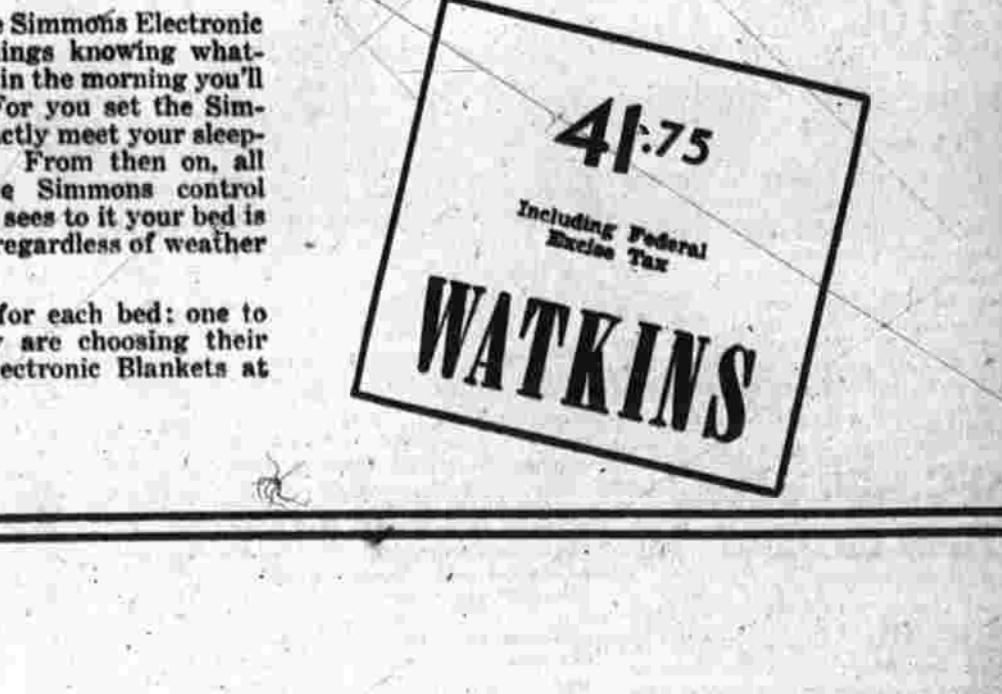 Simmons Electronic
ings knowing what-
in the morning you'll
or you set the Sim-
ctly meet your sleep-
From then on, all
e Simmons control
sees to it your bed is
regardless of weather
for each bed: one to
are choosing their
ectronic Blankets at
41.75
Including Federal
Excise Tax
WATKINS